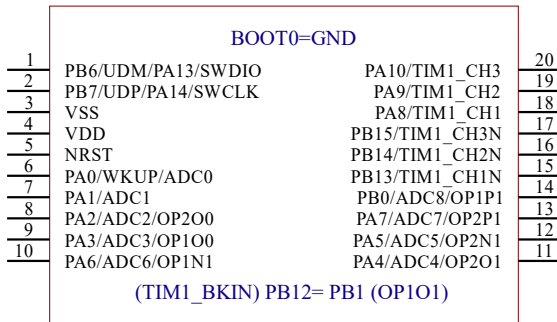 BOOT0=GND
1 PB6/UDM/PA13/SWDIO PA10/TIM1_CH3 20
2 PB7/UDP/PA14/SWCLK PA9/TIM1_CH2 19
3 VSS PA8/TIM1_CH1 18
4 VDD PB15/TIM1_CH3N 17
5 NRST PB14/TIM1_CH2N 16
6 PA0/WKUP/ADC0 PB13/TIM1_CH1N 15
7 PA1/ADC1 PB0/ADC8/OP1P1 14
8 PA2/ADC2/OP2O0 PA7/ADC7/OP2P1 13
9 PA3/ADC3/OP1O0 PA5/ADC5/OP2N1 12
10 PA6/ADC6/OP1N1 PA4/ADC4/OP2O1 11
(TIM1_BKIN) PB12= PB1 (OP1O1)